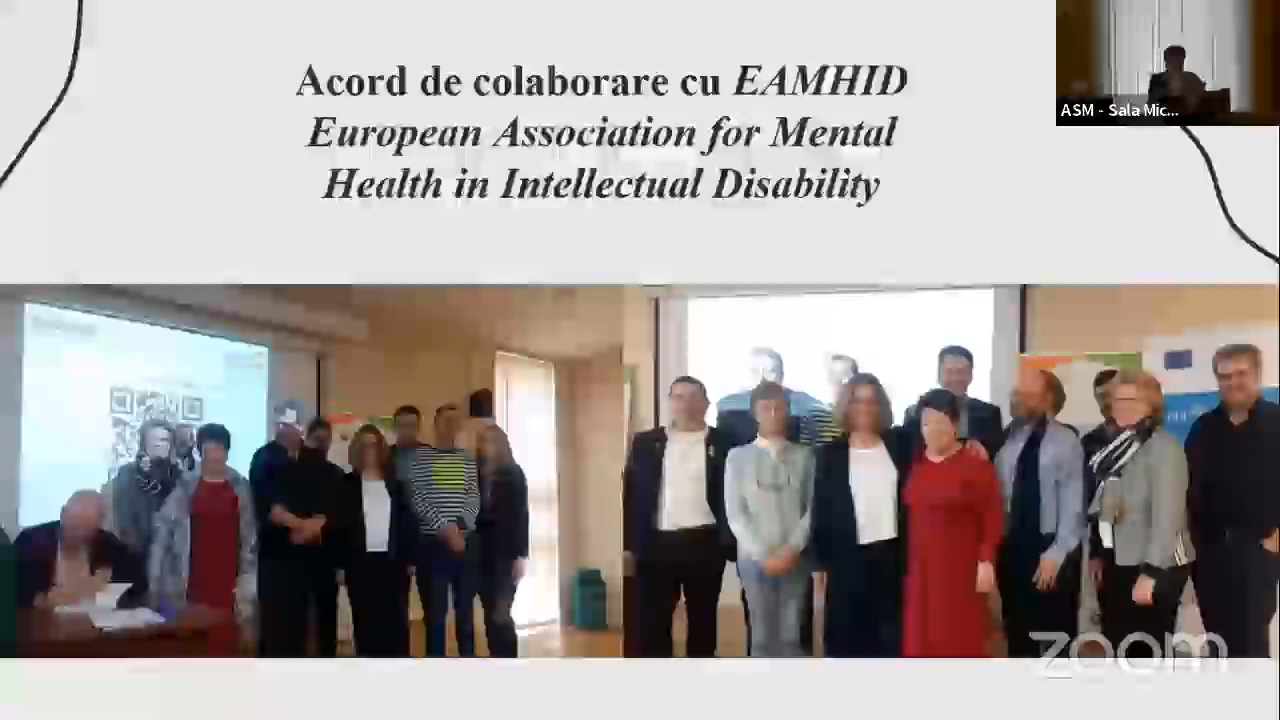 Acord de colaborare cu EAMHID
European Association for Mental
Health in Intellectual Disability
ASM - Sala Mic...
zoom